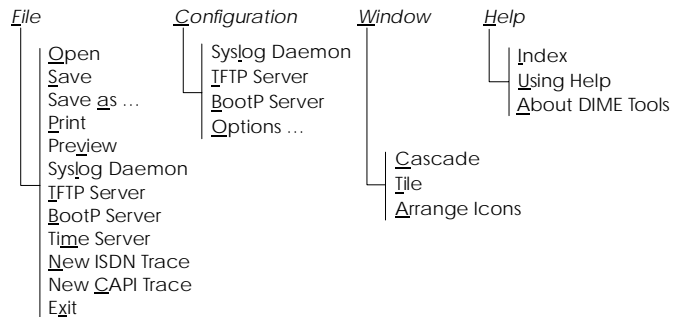 File
Open
Save
Save as …
Print
Preview
Syslog Daemon
TFTP Server
BootP Server
Time Server
New ISDN Trace
New CAPI Trace
Exit
Configuration
Syslog Daemon
TFTP Server
BootP Server
Options …
Window
Cascade
Tile
Arrange Icons
Help
Index
Using Help
About DIME Tools